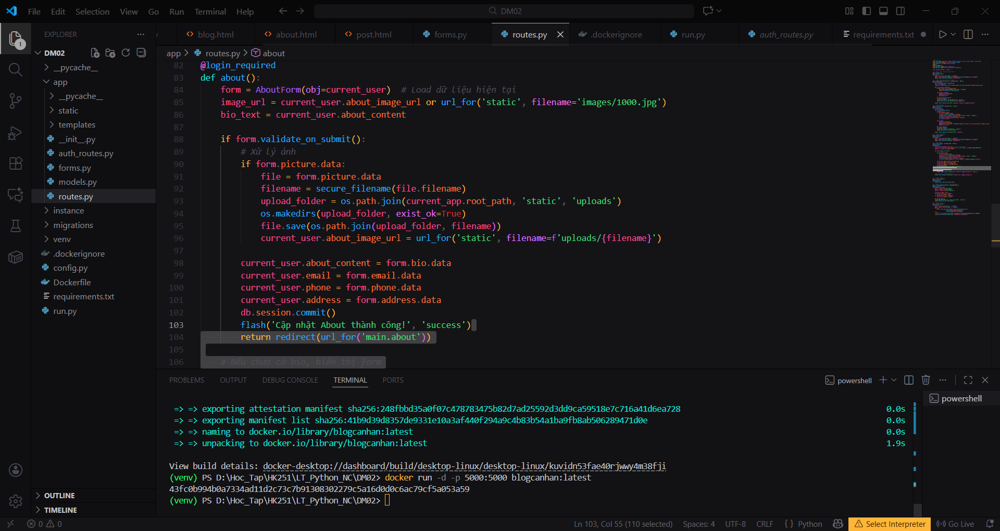 File Edit Selection View Go Run Terminal Help
DM02
EXPLORER
DM02
__pycache__
app
__pycache__
static
templates
__init__.py
auth_routes.py
forms.py
models.py
routes.py
instance
migrations
venv
.dockerignore
config.py
Dockerfile
requirements.txt
run.py
OUTLINE
TIMELINE
1
blog.html about.html post.html forms.py routes.py .dockerignore run.py auth_routes.py requirements.txt
app > routes.py > about
82 @login_required
83 def about():
84 form = AboutForm(obj=current_user) # Load dữ liệu hiện tại
85 image_url = current_user.about_image_url or url_for('static', filename='images/1000.jpg')
86 bio_text = current_user.about_content
87
88 if form.validate_on_submit():
89 # Xử lý ảnh
90 if form.picture.data:
91 file = form.picture.data
92 filename = secure_filename(file.filename)
93 upload_folder = os.path.join(current_app.root_path, 'static', 'uploads')
94 os.makedirs(upload_folder, exist_ok=True)
95 file.save(os.path.join(upload_folder, filename))
96 current_user.about_image_url = url_for('static', filename=f'uploads/{filename}')
97
98 current_user.about_content = form.bio.data
99 current_user.email = form.email.data
100 current_user.phone = form.phone.data
101 current_user.address = form.address.data
102 db.session.commit()
103 flash('Cập nhật About thành công!', 'success')
104 return redirect(url_for('main.about'))
105
106 # Nếu chưa có bio, hiển thị form
PROBLEMS OUTPUT DEBUG CONSOLE TERMINAL PORTS
powershell
powershell
=> => exporting attestation manifest sha256:248fbbd35a0f07c478783475b82d7ad25592d3dd9ca59518e7c716a41d6ea728 0.0s
=> => exporting manifest list sha256:41b9d39d8357de9331e10a3af440f294a9c4b83b54a1ba9fb8ab506289471d0e 0.0s
=> => naming to docker.io/library/blogcanhan:latest 0.0s
=> => unpacking to docker.io/library/blogcanhan:latest 1.9s
View build details: docker-desktop://dashboard/build/desktop-linux/desktop-linux/kuvidn53fae40rjwwy4m38fji
(venv) PS D:\Hoc_Tap\HK251\LT_Python_NC\DM02> docker run -d -p 5000:5000 blogcanhan:latest
43fc0b994b0a7334ad11d2c73c7b91308302279c5a16d0d0c6ac79cf5a053a59
(venv) PS D:\Hoc_Tap\HK251\LT_Python_NC\DM02>
0 0 Ln 103, Col 55 (110 selected) Spaces: 4 UTF-8 CRLF { } Python Select Interpreter Go Live